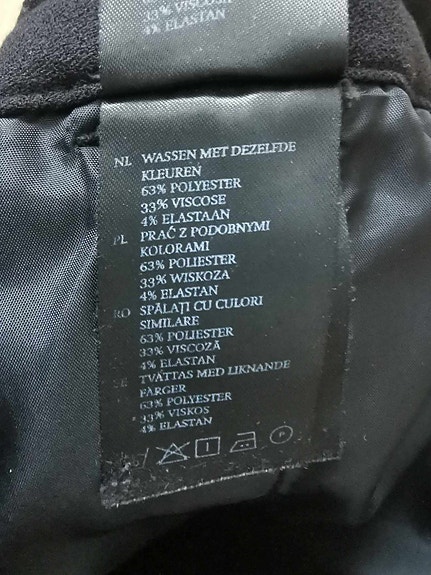 33% VISCOSE
4% ELASTAN
NL WASSEN MET DEZELFDE
KLEUREN
63% POLYESTER
33% VISCOSE
4% ELASTAAN
PL PRAĆ Z PODOBNYMI
KOLORAMI
63% POLIESTER
33% WISKOZA
4% ELASTAN
RO SPĂLAȚI CU CULORI
SIMILARE
63% POLIESTER
33% VISCOZĂ
4% ELASTAN
SE TVÄTTAS MED LIKNANDE
FÄRGER
63% POLYESTER
33% VISKOS
4% ELASTAN